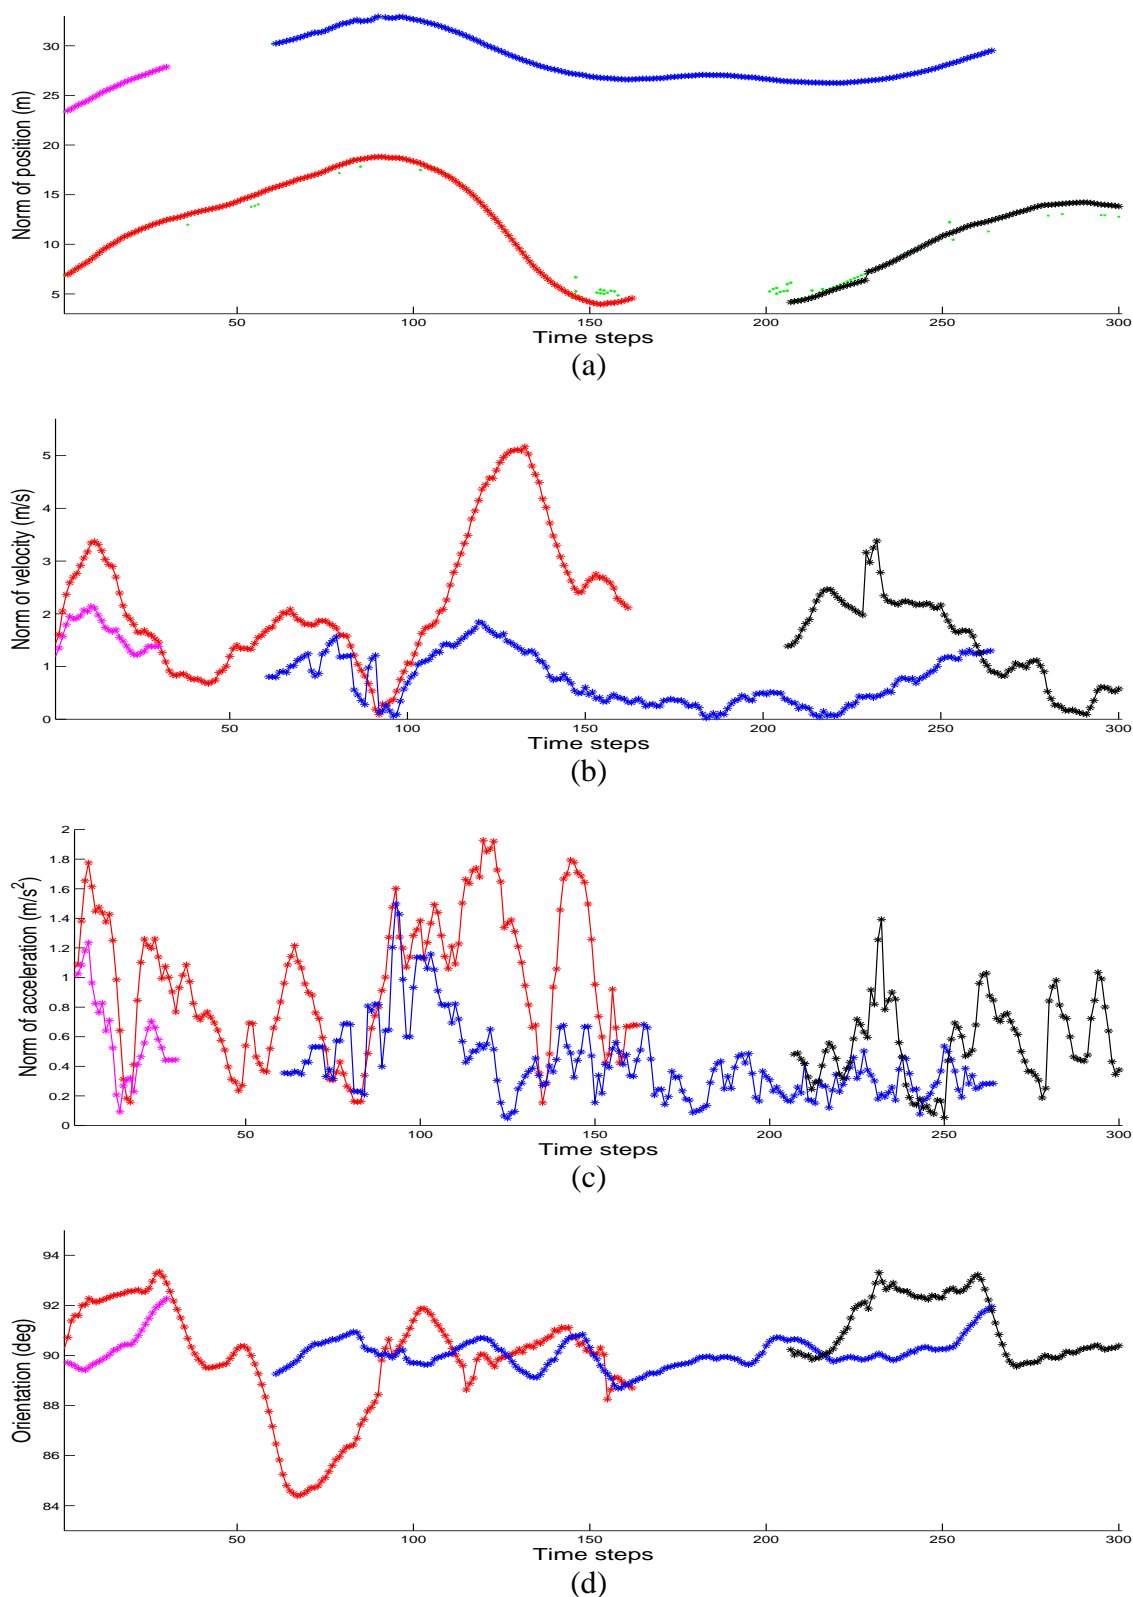 30
25
20
15
10
5
Norm of position (m)
50 100 150 200 250 300
Time steps
(a)
5
4
3
2
1
0
Norm of velocity (m/s)
50 100 150 200 250 300
Time steps
(b)
2
1.8
1.6
1.4
1.2
1
0.8
0.6
0.4
0.2
0
Norm of acceleration (m/s²)
50 100 150 200 250 300
Time steps
(c)
94
92
90
88
86
84
Orientation (deg)
50 100 150 200 250 300
Time steps
(d)